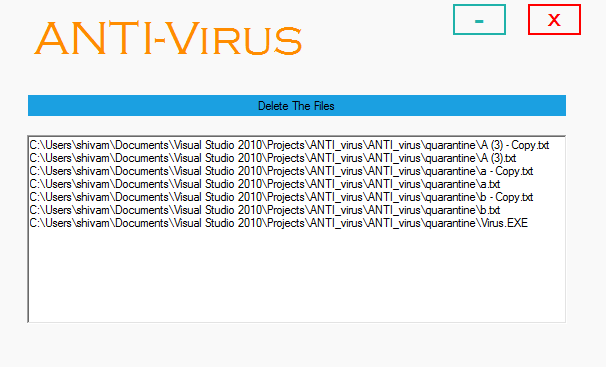 ANTI-VIRUS
-
X
Delete The Files
C:\Users\shivam\Documents\Visual Studio 2010\Projects\ANTI_virus\ANTI_virus\quarantine\A (3) - Copy.txt
C:\Users\shivam\Documents\Visual Studio 2010\Projects\ANTI_virus\ANTI_virus\quarantine\A (3).txt
C:\Users\shivam\Documents\Visual Studio 2010\Projects\ANTI_virus\ANTI_virus\quarantine\a - Copy.txt
C:\Users\shivam\Documents\Visual Studio 2010\Projects\ANTI_virus\ANTI_virus\quarantine\a.txt
C:\Users\shivam\Documents\Visual Studio 2010\Projects\ANTI_virus\ANTI_virus\quarantine\b - Copy.txt
C:\Users\shivam\Documents\Visual Studio 2010\Projects\ANTI_virus\ANTI_virus\quarantine\b.txt
C:\Users\shivam\Documents\Visual Studio 2010\Projects\ANTI_virus\ANTI_virus\quarantine\Virus.EXE